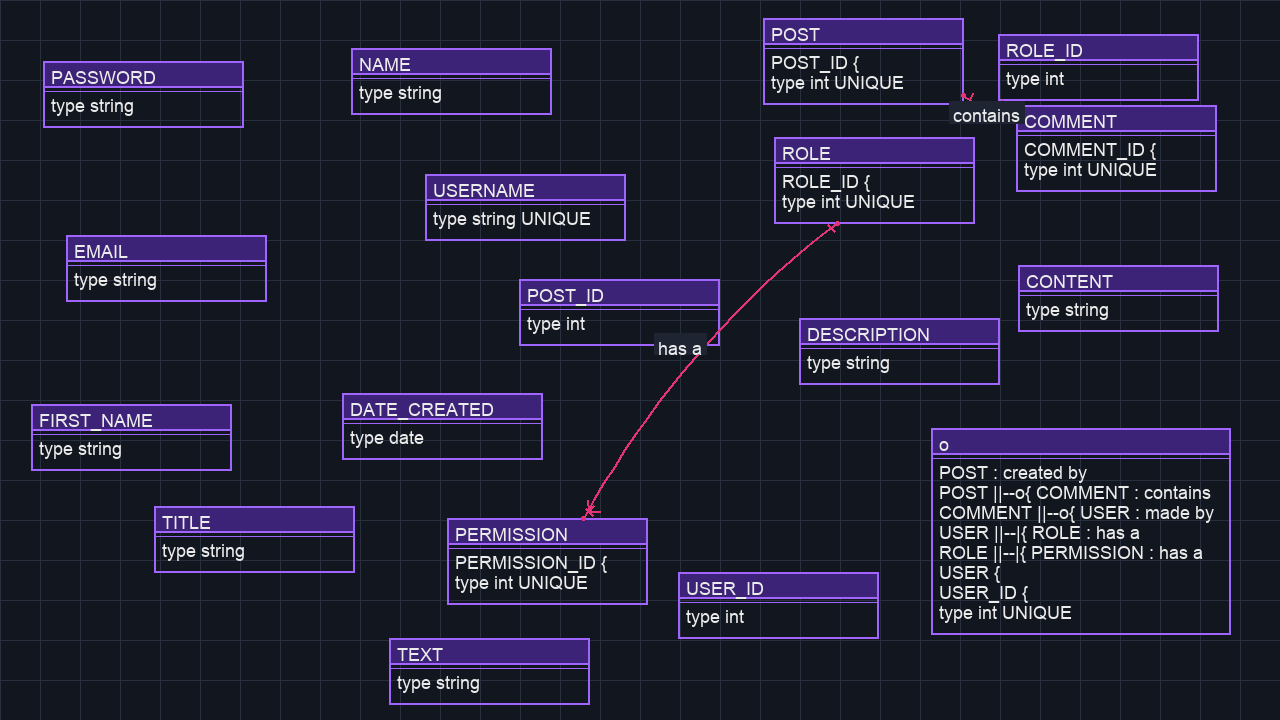 POST
POST_ID {
type int UNIQUE
ROLE_ID
type int
NAME
type string
PASSWORD
type string
contains
COMMENT
COMMENT_ID {
type int UNIQUE
ROLE
ROLE_ID {
type int UNIQUE
USERNAME
type string UNIQUE
EMAIL
type string
CONTENT
type string
POST_ID
type int
has a
DESCRIPTION
type string
DATE_CREATED
type date
FIRST_NAME
type string
o
POST : created by
POST ||--o{ COMMENT : contains
COMMENT ||--o{ USER : made by
USER ||--|{ ROLE : has a
ROLE ||--|{ PERMISSION : has a
USER {
USER_ID {
type int UNIQUE
TITLE
type string
PERMISSION
PERMISSION_ID {
type int UNIQUE
USER_ID
type int
TEXT
type string